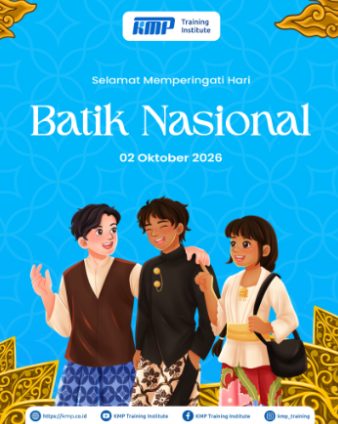 KMP Training
Institute
Selamat Memperingati Hari
Batik Nasional
02 Oktober 2026
https://kmp.co.id KMP Training Institute KMP Training Institute kmp_training